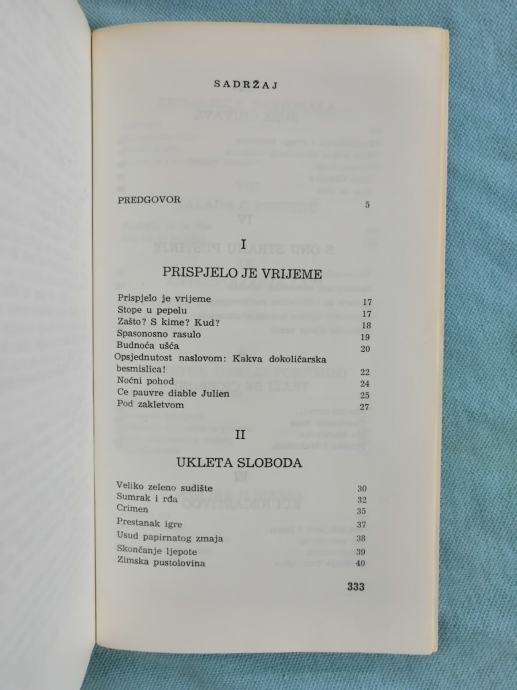 SADRŽAJ
PREDGOVOR 5
I
PRISPJELO JE VRIJEME
Prispjelo je vrijeme 17
Stope u pepelu 17
Zašto? S kime? Kud? 18
Spasonosno rasulo 19
Budnoća ušća 20
Opsjednutost naslovom: Kakva dokoličarska
besmislica! 22
Noćni pohod 24
Ce pauvre diable Julien 25
Pod zakletvom 27
II
UKLETA SLOBODA
Veliko zeleno sudište 30
Sumrak i rđa 32
Crimen 35
Prestanak igre 37
Usud papirnatog zmaja 38
Skončanje ljepote 39
Zimska pustolovina 40
333